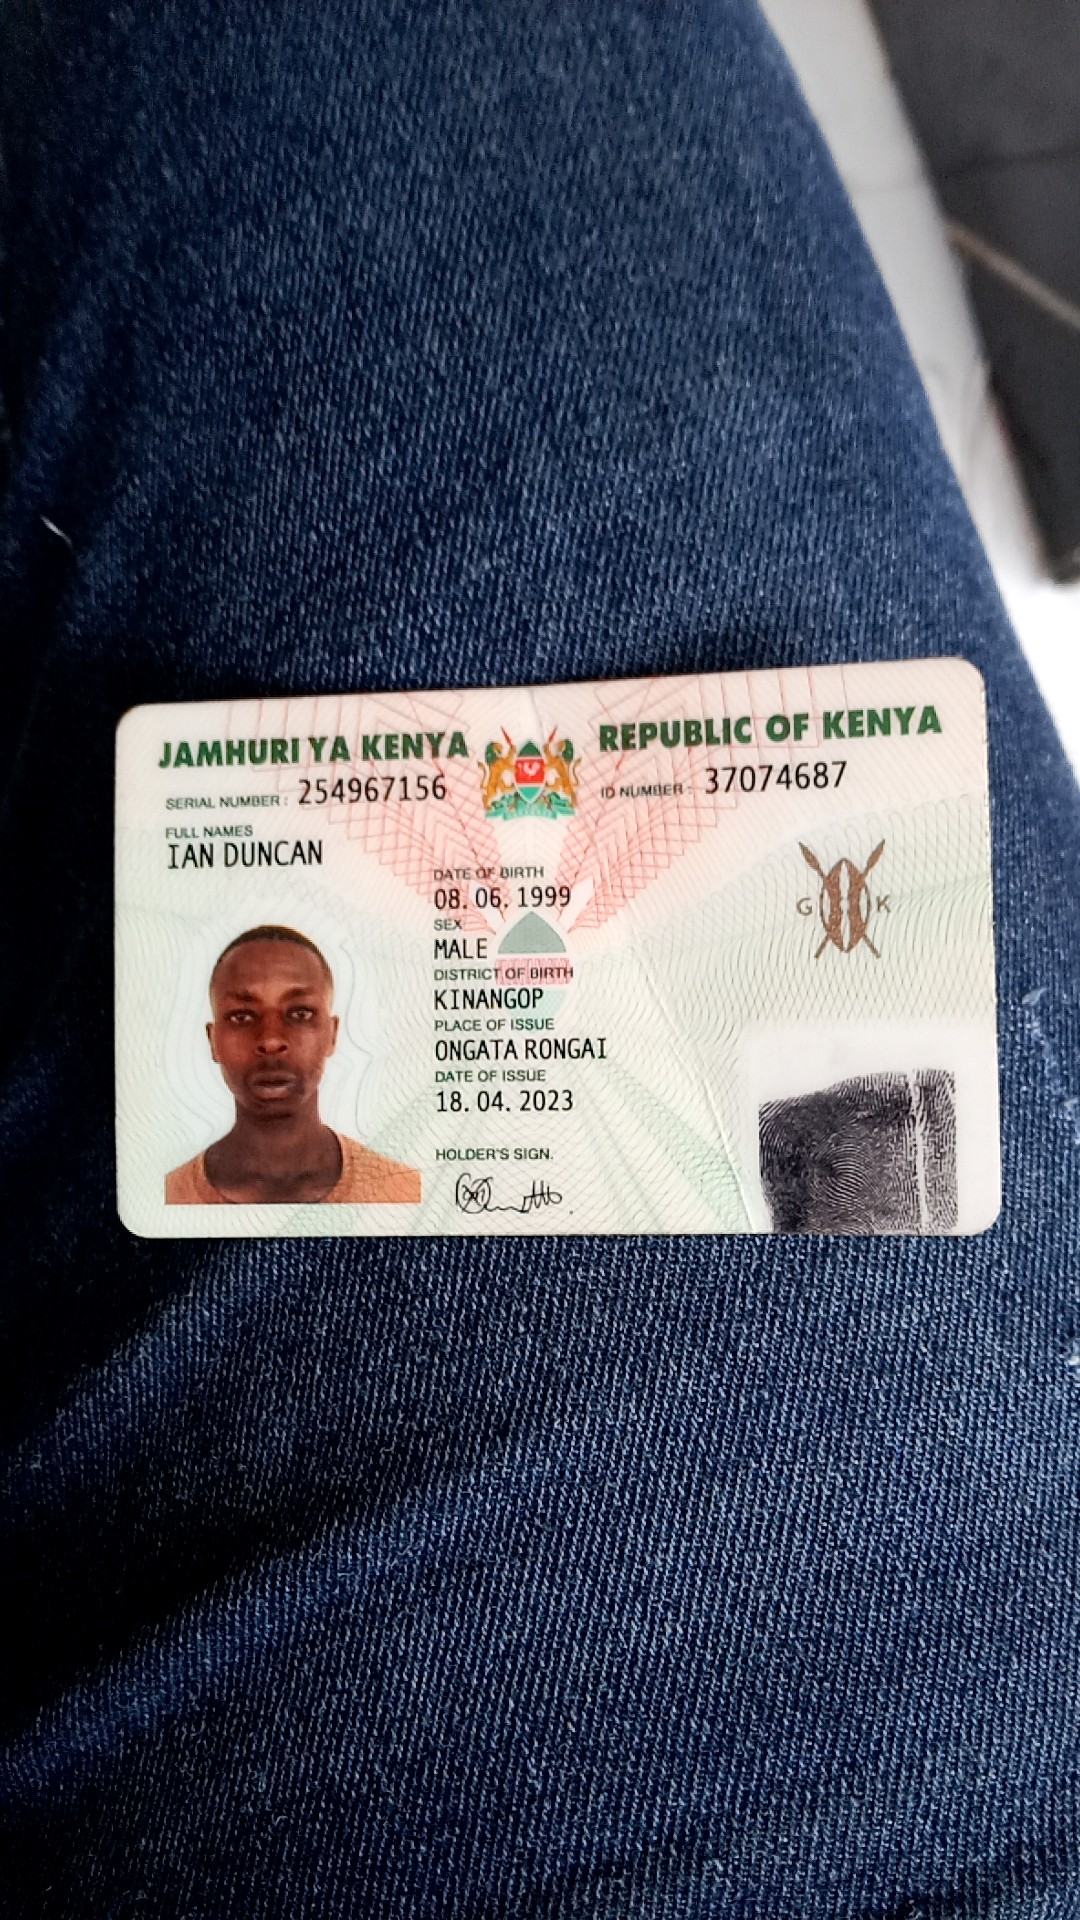 JAMHURI YA KENYA
REPUBLIC OF KENYA
SERIAL NUMBER: 254967156
ID NUMBER: 37074687
FULL NAMES
IAN DUNCAN
DATE OF BIRTH
08.06.1999
SEX
MALE
DISTRICT OF BIRTH
KINANGOP
PLACE OF ISSUE
ONGATA RONGAI
DATE OF ISSUE
18.04.2023
HOLDER'S SIGN.
G K